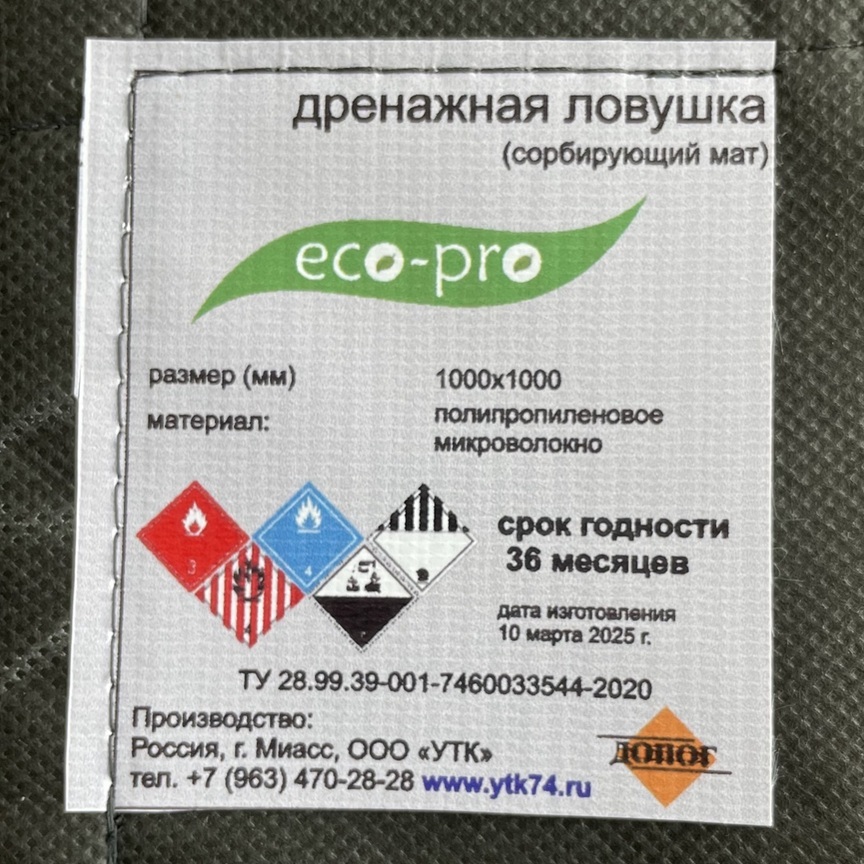 дренажная ловушка
(сорбирующий мат)
eco-pro
размер (мм) 1000x1000
материал: полипропиленовое
микроволокно
3
4
срок годности
36 месяцев
дата изготовления
10 марта 2025 г.
ТУ 28.99.39-001-7460033544-2020
Производство:
Россия, г. Миасс, ООО «УТК»
тел. +7 (963) 470-28-28 www.ytk74.ru
ДОПОГ